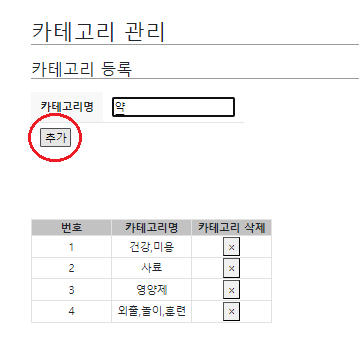 카테고리 관리
카테고리 등록
카테고리명 약
추가
번호 카테고리명 카테고리 삭제
1 건강,미용 ×
2 사료 ×
3 영양제 ×
4 외출,놀이,훈련 ×